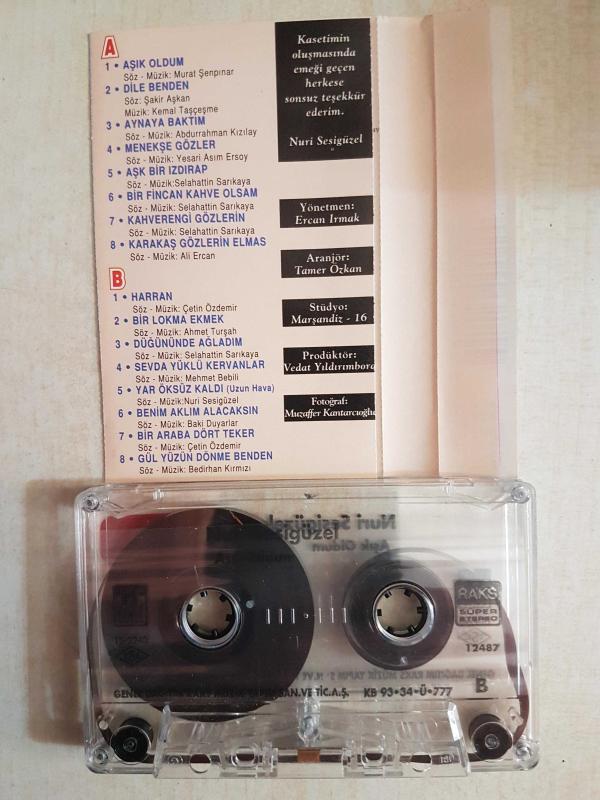 A
1 • AŞIK OLDUM
Söz - Müzik: Murat Şenpınar
2 • DİLE BENDEN
Söz: Şakir Aşkan
Müzik: Kemal Taşçeşme
3 • AYNAYA BAKTIM
Söz - Müzik: Abdurrahman Kızılay
4 • MENEKŞE GÖZLER
Söz - Müzik: Yesari Asım Ersoy
5 • AŞK BİR IZDIRAP
Söz - Müzik:Selahattin Sarıkaya
6 • BİR FİNCAN KAHVE OLSAM
Söz - Müzik: Selahattin Sarıkaya
7 • KAHVERENGİ GÖZLERİN
Söz - Müzik: Selahattin Sarıkaya
8 • KARAKAŞ GÖZLERİN ELMAS
Söz - Müzik: Ali Ercan
B
1 • HARRAN
Söz - Müzik: Çetin Özdemir
2 • BİR LOKMA EKMEK
Söz - Müzik: Ahmet Turşah
3 • DÜĞÜNÜNDE AĞLADIM
Söz - Müzik: Selahattin Sarıkaya
4 • SEVDA YÜKLÜ KERVANLAR
Söz - Müzik: Mehmet Bebili
5 • YAR ÖKSÜZ KALDI (Uzun Hava)
Söz - Müzik:Nuri Sesigüzel
6 • BENİM AKLIM ALACAKSIN
Söz - Müzik: Baki Duyarlar
7 • BİR ARABA DÖRT TEKER
Söz - Müzik: Çetin Özdemir
8 • GÜL YÜZÜN DÖNME BENDEN
Söz - Müzik: Bedirhan Kırmızı
Kasetimin
oluşmasında
emeği geçen
herkese
sonsuz teşekkür
ederim.
Nuri Sesigüzel
Yönetmen:
Ercan Irmak
Aranjör:
Tamer Özkan
Stüdyo:
Marşandiz - 16
Prodüktör:
Vedat Yıldırımbora
Fotoğraf:
Muzaffer Kantarcıoğlu
Nuri Sesigüzel
Aşık Oldum
RAKS
SÜPER
STEREO
12487
B
SAN.VE TİC.A.Ş. KB 93•34•Ü•777